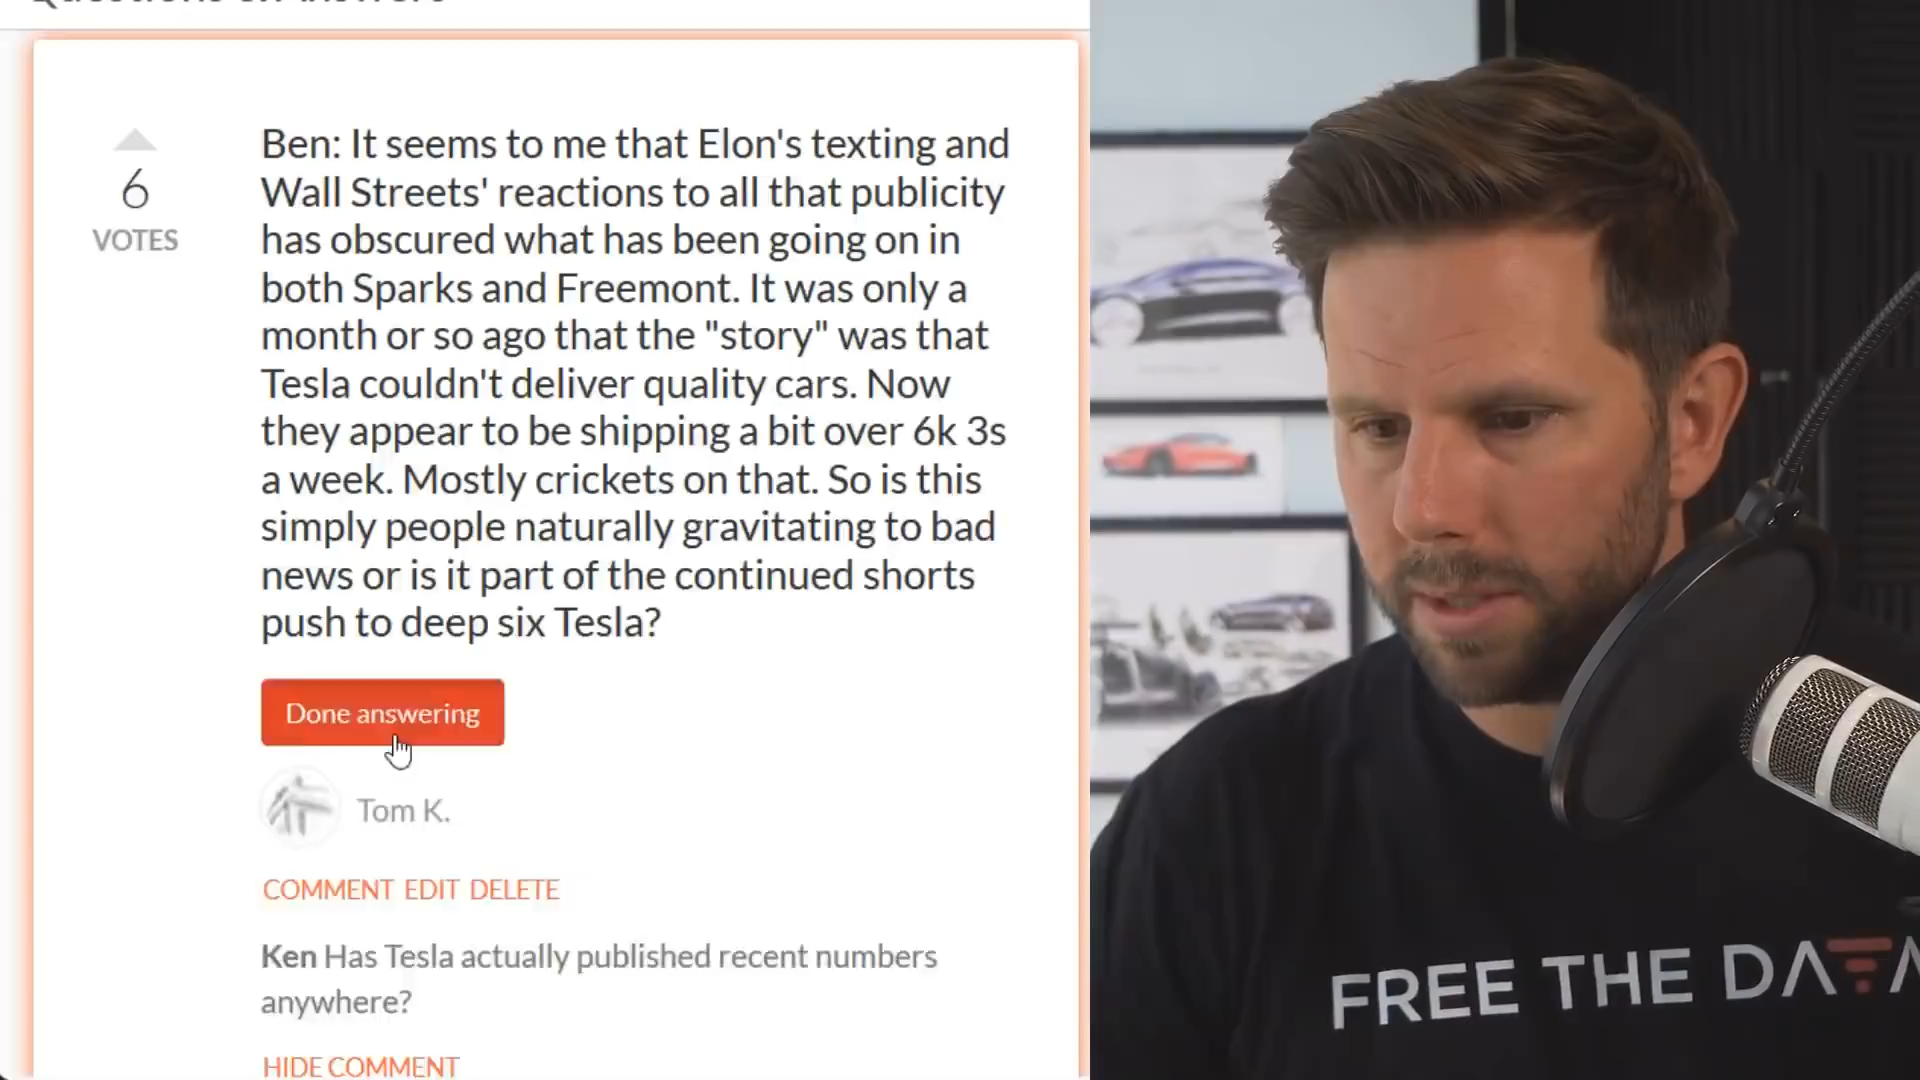 Questions on Answers
6
VOTES
Ben: It seems to me that Elon's texting and
Wall Streets' reactions to all that publicity
has obscured what has been going on in
both Sparks and Freemont. It was only a
month or so ago that the "story" was that
Tesla couldn't deliver quality cars. Now
they appear to be shipping a bit over 6k 3s
a week. Mostly crickets on that. So is this
simply people naturally gravitating to bad
news or is it part of the continued shorts
push to deep six Tesla?
Done answering
Tom K.
COMMENT EDIT DELETE
Ken Has Tesla actually published recent numbers
anywhere?
HIDE COMMENT
FREE THE DATA